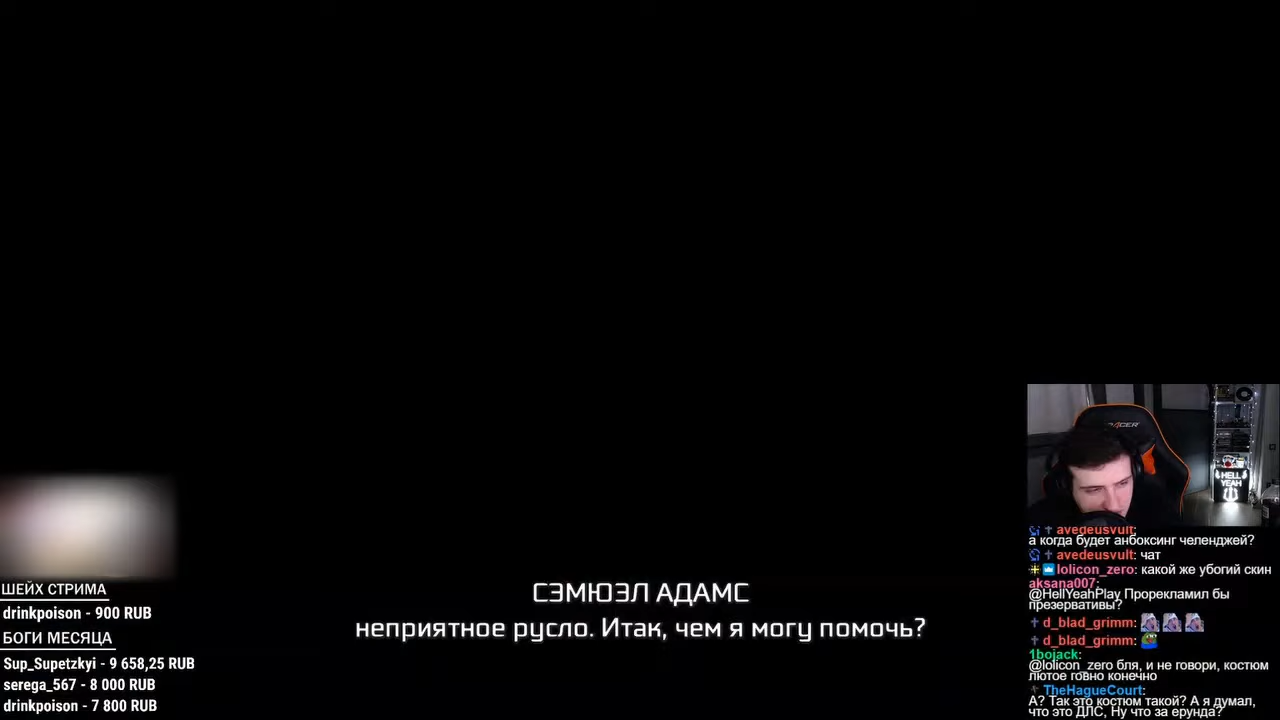 RACER
HELL
YEAH
avedeusvult:
а когда будет анбоксинг челенджей?
avedeusvult: чат
lolicon_zero: какой же убогий скин
aksana007:
@HellYeahPlay Прорекламил бы
презервативы?
d_blad_grimm:
d_blad_grimm:
1bojack:
@lolicon_zero бля, и не говори, костюм
лютое говно конечно
TheHagueCourt:
А? Так это костюм такой? А я думал,
что это ДЛС, Ну что за ерунда?
ШЕЙХ СТРИМА
drinkpoison - 900 RUB
БОГИ МЕСЯЦА
Sup_Supetzkyi - 9 658,25 RUB
serega_567 - 8 000 RUB
drinkpoison - 7 800 RUB
СЭМЮЭЛ АДАМС
неприятное русло. Итак, чем я могу помочь?